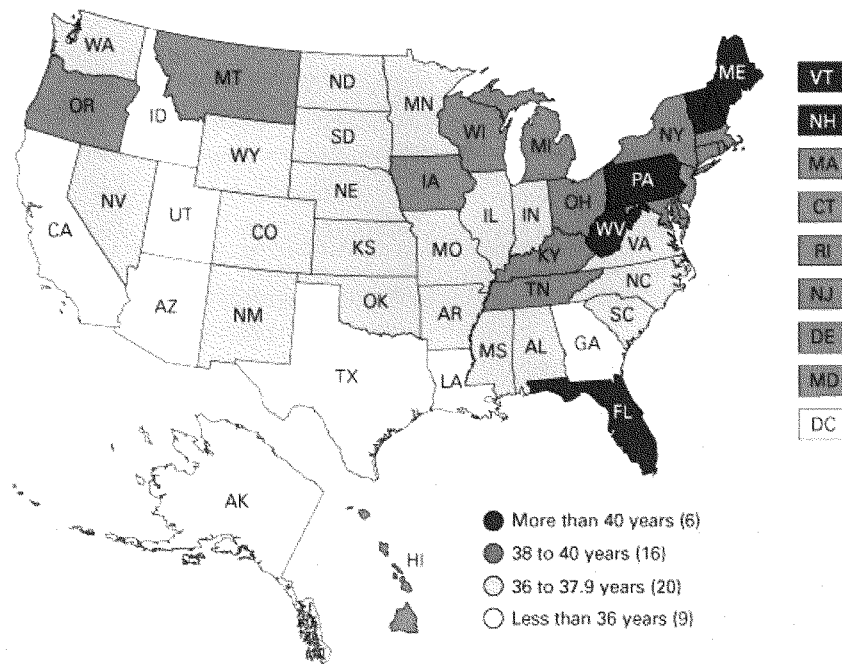 WA
MT
ND
MN
ME
VT
OR
ID
SD
WI
MI
NY
NH
WY
MA
IA
PA
NE
CT
NV
UT
IL
IN
OH
CA
CO
WV
VA
RI
KS
MO
KY
NJ
AZ
NM
OK
AR
TN
NC
SC
DE
MS
AL
GA
TX
LA
MD
FL
DC
AK
HI
More than 40 years (6)
38 to 40 years (16)
36 to 37.9 years (20)
Less than 36 years (9)